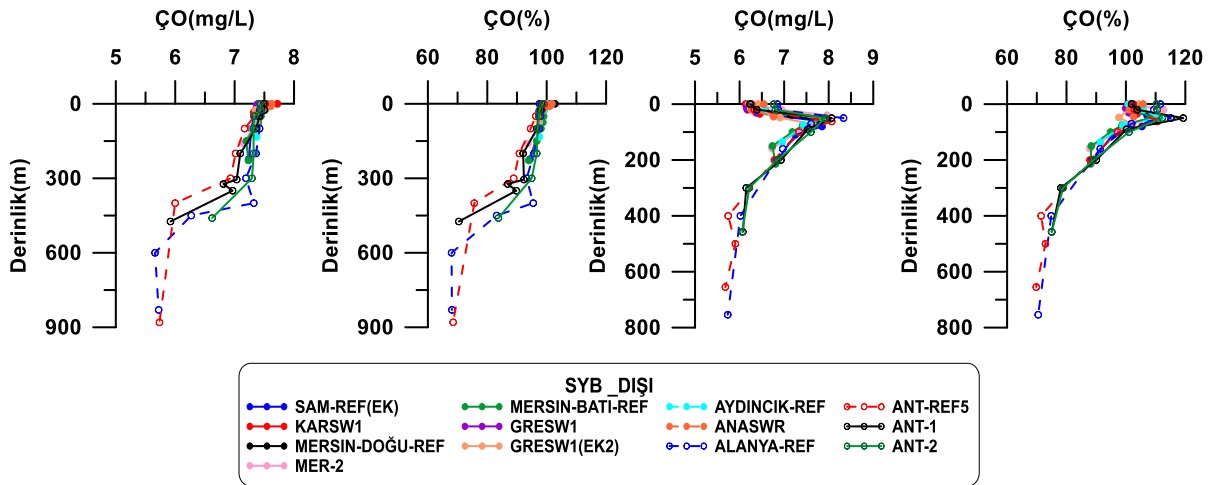 ÇO(mg/L)
5 6 7 8
0
300
600
900
Derinlik(m)
ÇO(%)
60 80 100 120
0
300
600
900
Derinlik(m)
ÇO(mg/L)
5 6 7 8 9
0
200
400
600
800
Derinlik(m)
ÇO(%)
60 80 100 120
0
200
400
600
800
Derinlik(m)
SYB_DIŞI
SAM-REF(EK)
KARSW1
MERSIN-DOĞU-REF
MER-2
MERSIN-BATI-REF
GRESW1
GRESW1(EK2)
AYDINCIK-REF
ANASWR
ALANYA-REF
ANT-REF5
ANT-1
ANT-2